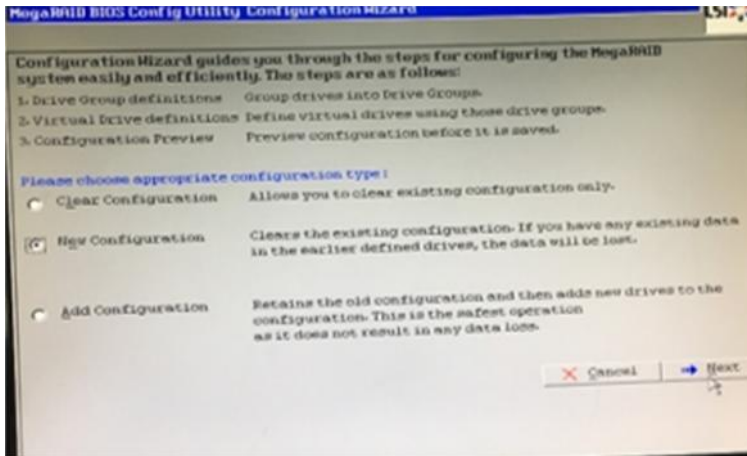 MegaRAID BIOS Config Utility Configuration Wizard
LSI
Configuration Wizard guides you through the steps for configuring the MegaRAID
system easily and efficiently. The steps are as follows:
1. Drive Group definitions Group drives into Drive Groups.
2. Virtual Drive definitions Define virtual drives using those drive groups.
3. Configuration Preview Preview configuration before it is saved.
Please choose appropriate configuration type:
Clear Configuration Allows you to clear existing configuration only.
New Configuration Clears the existing configuration. If you have any existing data
in the earlier defined drives, the data will be lost.
Add Configuration Retains the old configuration and then adds new drives to the
configuration. This is the safest operation
as it does not result in any data loss.
Cancel Next